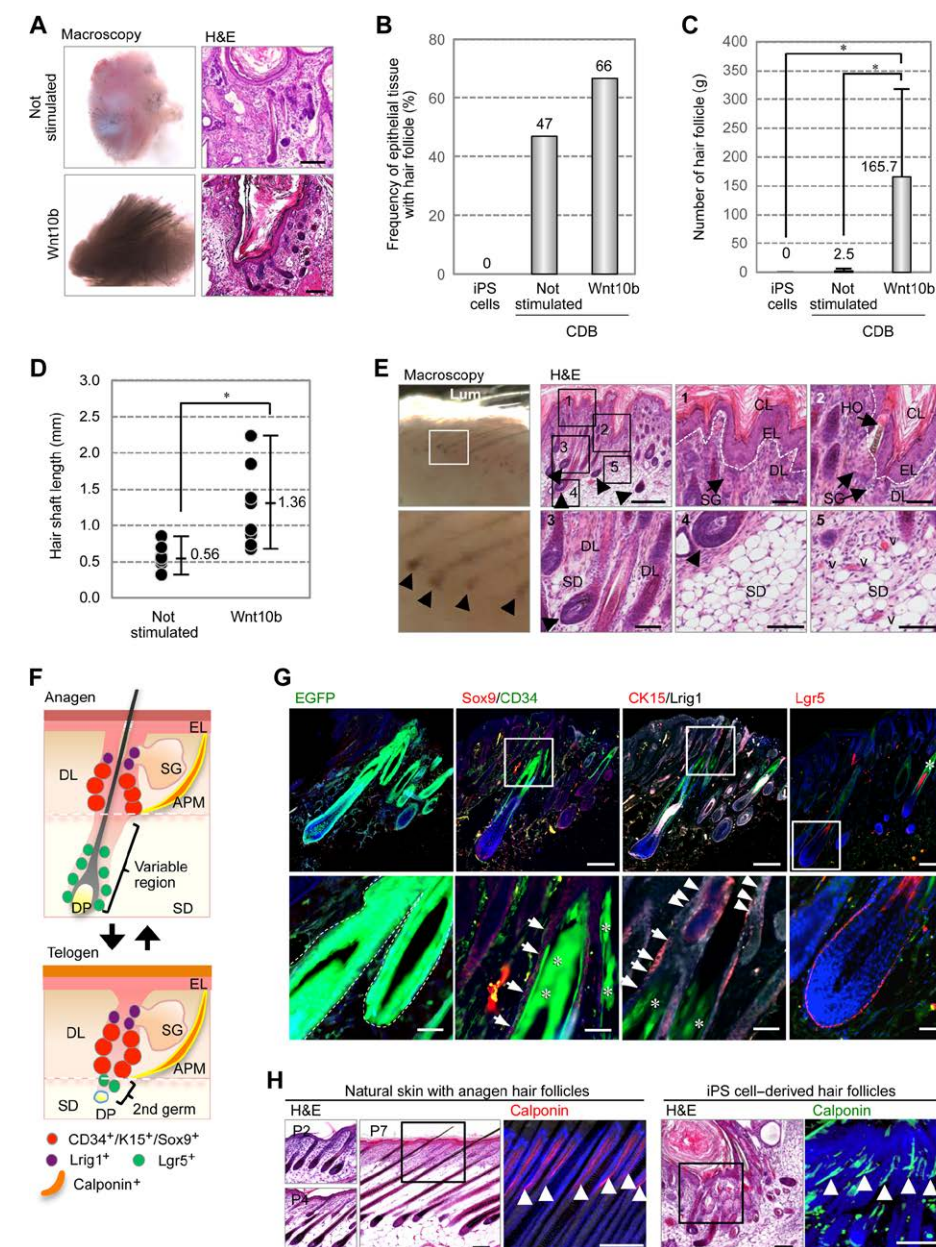 A
Macroscopy
H&E
Not
stimulated
Wnt10b
B
Frequency of epithelial tissue
with hair follicle (%)
80
60
40
20
0
0
47
66
iPS
cells
Not
stimulated
Wnt10b
CDB
C
Number of hair follicle (g)
400
350
300
250
200
150
100
50
0
*
*
0
2.5
165.7
iPS
cells
Not
stimulated
Wnt10b
CDB
D
Hair shaft length (mm)
3.0
2.5
2.0
1.5
1.0
0.5
0.0
*
0.56
1.36
Not
stimulated
Wnt10b
E
Macroscopy
H&E
Lum
1
2
3
4
5
1
CL
EL
DL
SG
2
HO
CL
EL
SG
DL
3
DL
SD
DL
4
SD
5
v
v
SD
v
F
Anagen
EL
DL
SG
APM
Variable
region
DP
SD
Telogen
EL
DL
SG
APM
SD
DP
2nd germ
CD34⁺/K15⁺/Sox9⁺
Lrig1⁺
Lgr5⁺
Calponin⁺
G
EGFP
Sox9/CD34
CK15/Lrig1
Lgr5
*
*
*
*
*
*
*
H
Natural skin with anagen hair follicles
iPS cell–derived hair follicles
H&E
Calponin
H&E
Calponin
P2
P7
P4